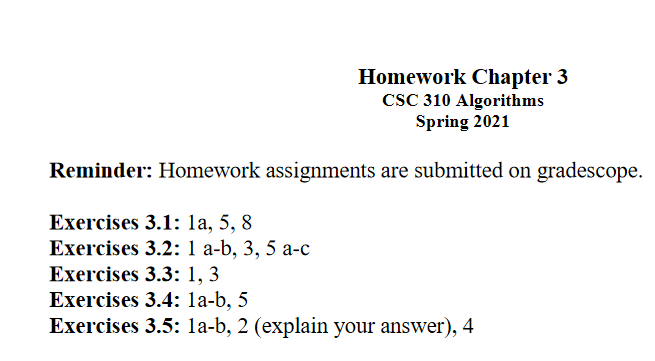 Homework Chapter 3
CSC 310 Algorithms
Spring 2021
Reminder: Homework assignments are submitted on gradescope.
Exercises 3.1: 1a, 5, 8
Exercises 3.2: 1 a-b, 3, 5 a-c
Exercises 3.3: 1, 3
Exercises 3.4: 1a-b, 5
Exercises 3.5: 1a-b, 2 (explain your answer), 4